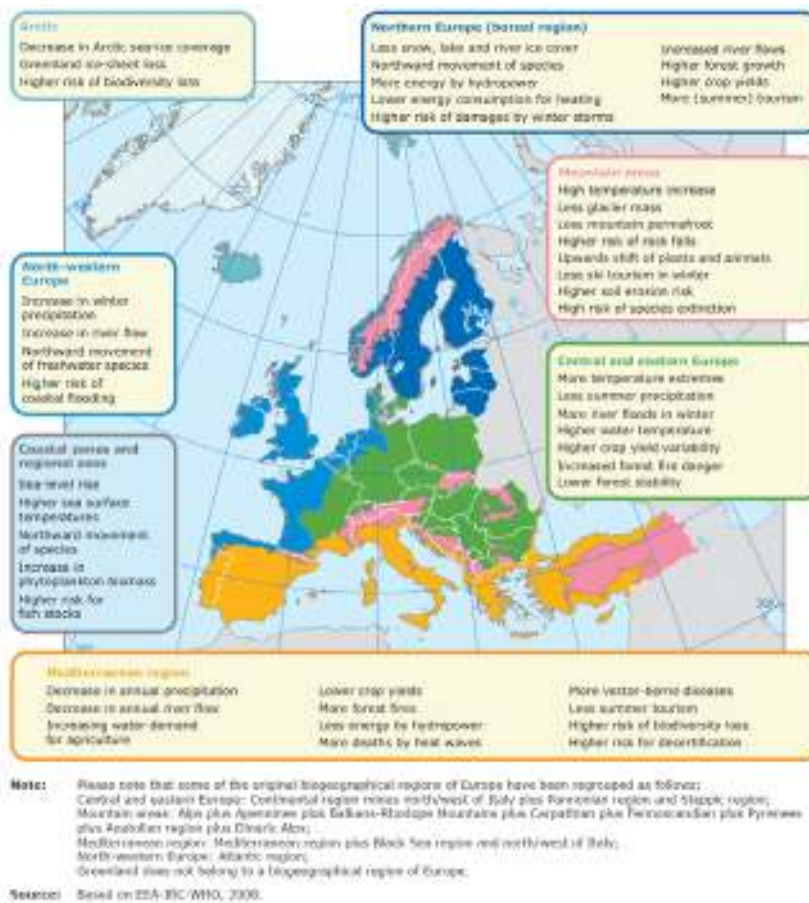 Arctic
Decrease in Arctic sea-ice coverage
Greenland ice-sheet loss
Higher risk of biodiversity loss
Northern Europe (boreal region)
Less snow, lake and river ice cover
Northward movement of species
More energy by hydropower
Lower energy consumption for heating
Higher risk of damages by winter storms
Increased river flows
Higher forest growth
Higher crop yields
More (summer) tourism
Mountain areas
High temperature increase
Less glacier mass
Less mountain permafrost
Higher risk of rock falls
Upwards shift of plants and animals
Less ski tourism in winter
Higher soil erosion risk
High risk of species extinction
North-western
Europe
Increase in winter
precipitation
Increase in river flow
Northward movement
of freshwater species
Higher risk of
coastal flooding
Central and eastern Europe
More temperature extremes
Less summer precipitation
More river floods in winter
Higher water temperature
Higher crop yield variability
Increased forest fire danger
Lower forest stability
Coastal zones and
regional seas
Sea-level rise
Higher sea surface
temperatures
Northward movement
of species
Increase in
phytoplankton biomass
Higher risk for
fish stocks
Mediterranean region
Decrease in annual precipitation
Decrease in annual river flow
Increasing water demand
for agriculture
Lower crop yields
More forest fires
Less energy by hydropower
More deaths by heat waves
More vector-borne diseases
Less summer tourism
Higher risk of biodiversity loss
Higher risk for desertification
Note: Please note that some of the original biogeographical regions of Europe have been regrouped as follows:
Central and eastern Europe: Continental region minus north/west of Italy plus Pannonian region and Steppic region;
Mountain areas: Alps plus Apennines plus Balkans-Rhodope Mountains plus Carpathian plus Fennoscandian plus Pyrenees
plus Anatolian region plus Dinaric Alps;
Mediterranean region: Mediterranean region plus Black Sea region and north/west of Italy;
North-western Europe: Atlantic region;
Greenland does not belong to a biogeographical region of Europe.
Source: Based on EEA-JRC-WHO, 2008.